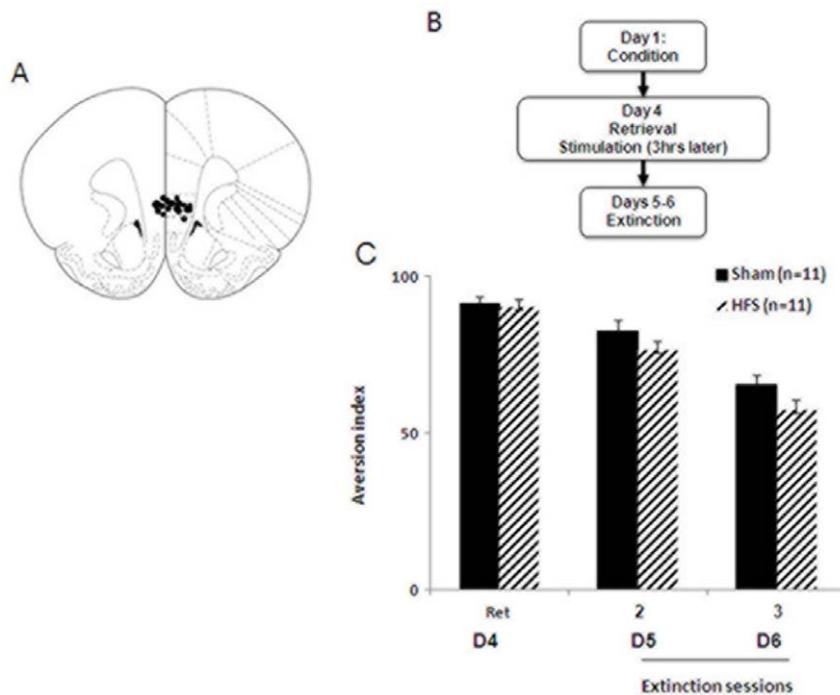 A
B
Day 1:
Condition
Day 4
Retrieval
Stimulation (3hrs later)
Days 5-6
Extinction
C
100
50
0
Aversion index
Sham (n=11)
HFS (n=11)
Ret
2
3
D4
D5
D6
Extinction sessions